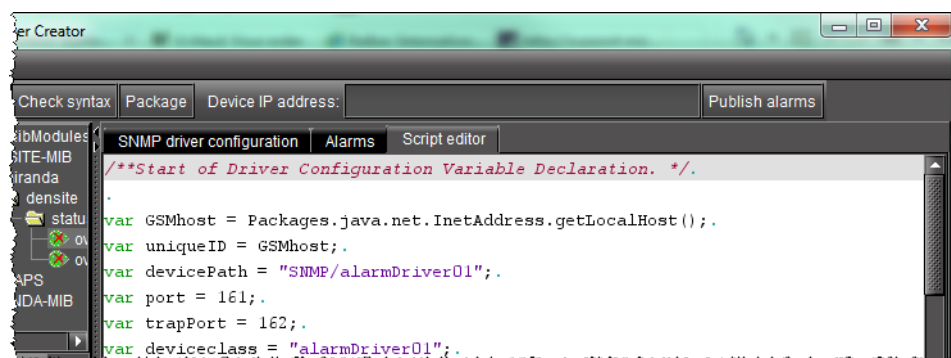 er Creator
Check syntax Package Device IP address: Publish alarms
SNMP driver configuration Alarms Script editor
ibModules
SITE-MIB
iranda
densite
statu
ov
ov
APS
NDA-MIB
/**Start of Driver Configuration Variable Declaration. */.
.
var GSMhost = Packages.java.net.InetAddress.getLocalHost();.
var uniqueID = GSMhost;.
var devicePath = "SNMP/alarmDriver01";.
var port = 161;.
var trapPort = 162;.
var deviceclass = "alarmDriver01";.